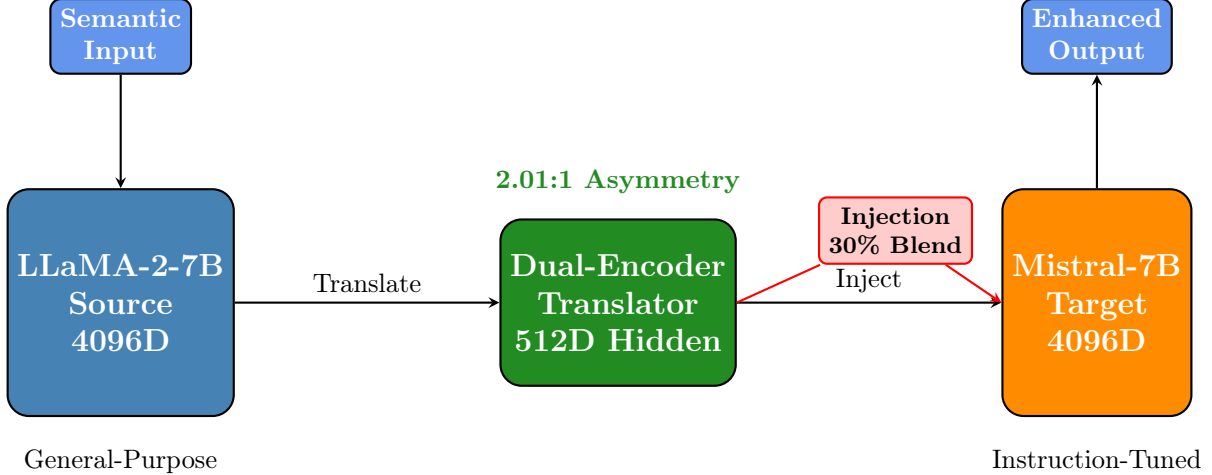 Semantic
Input
Enhanced
Output
2.01:1 Asymmetry
LLaMA-2-7B
Source
4096D
Translate
Dual-Encoder
Translator
512D Hidden
Injection
30% Blend
Inject
Mistral-7B
Target
4096D
General-Purpose
Instruction-Tuned